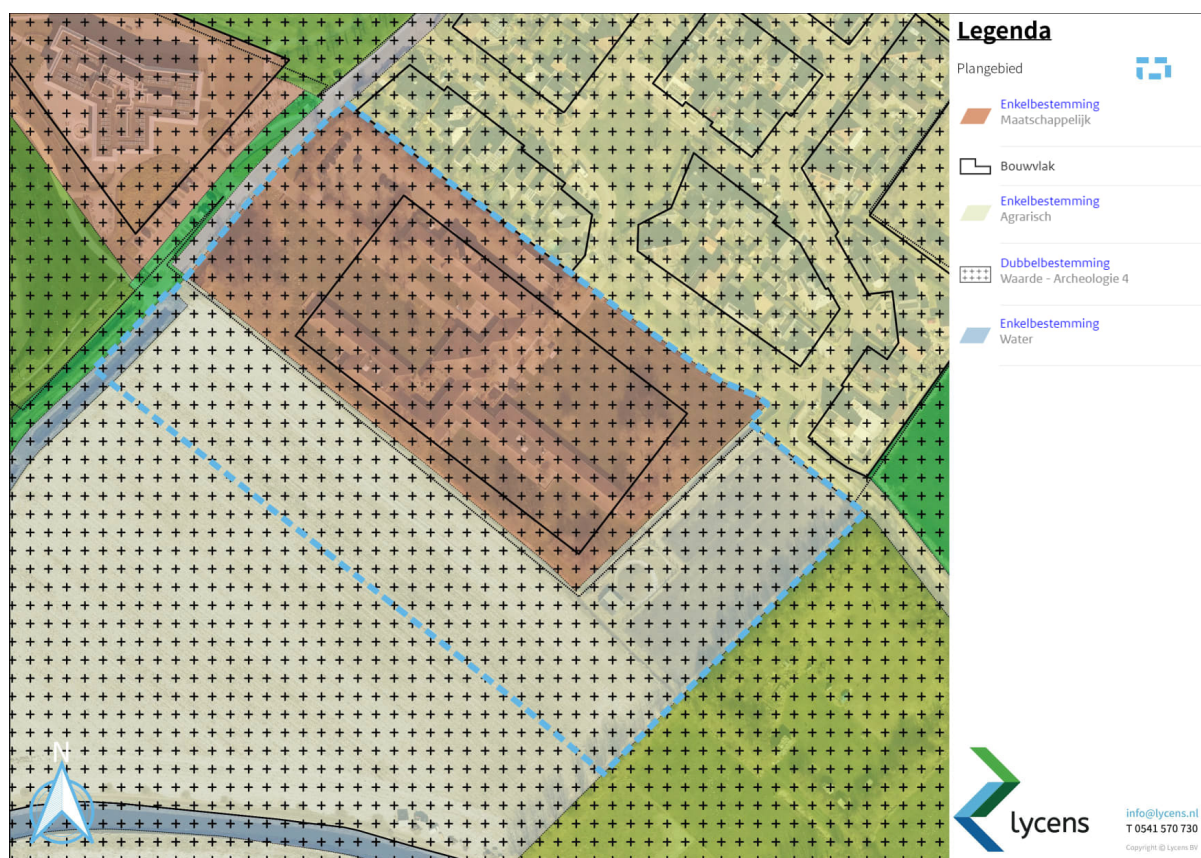 Legenda
Plangebied
Enkelbestemming
Maatschappelijk
Bouwvlak
Enkelbestemming
Agrarisch
Dubbelbestemming
Waarde - Archeologie 4
Enkelbestemming
Water
N
lycens
info@lycens.nl
T 0541 570 730
Copyright © Lycens BV